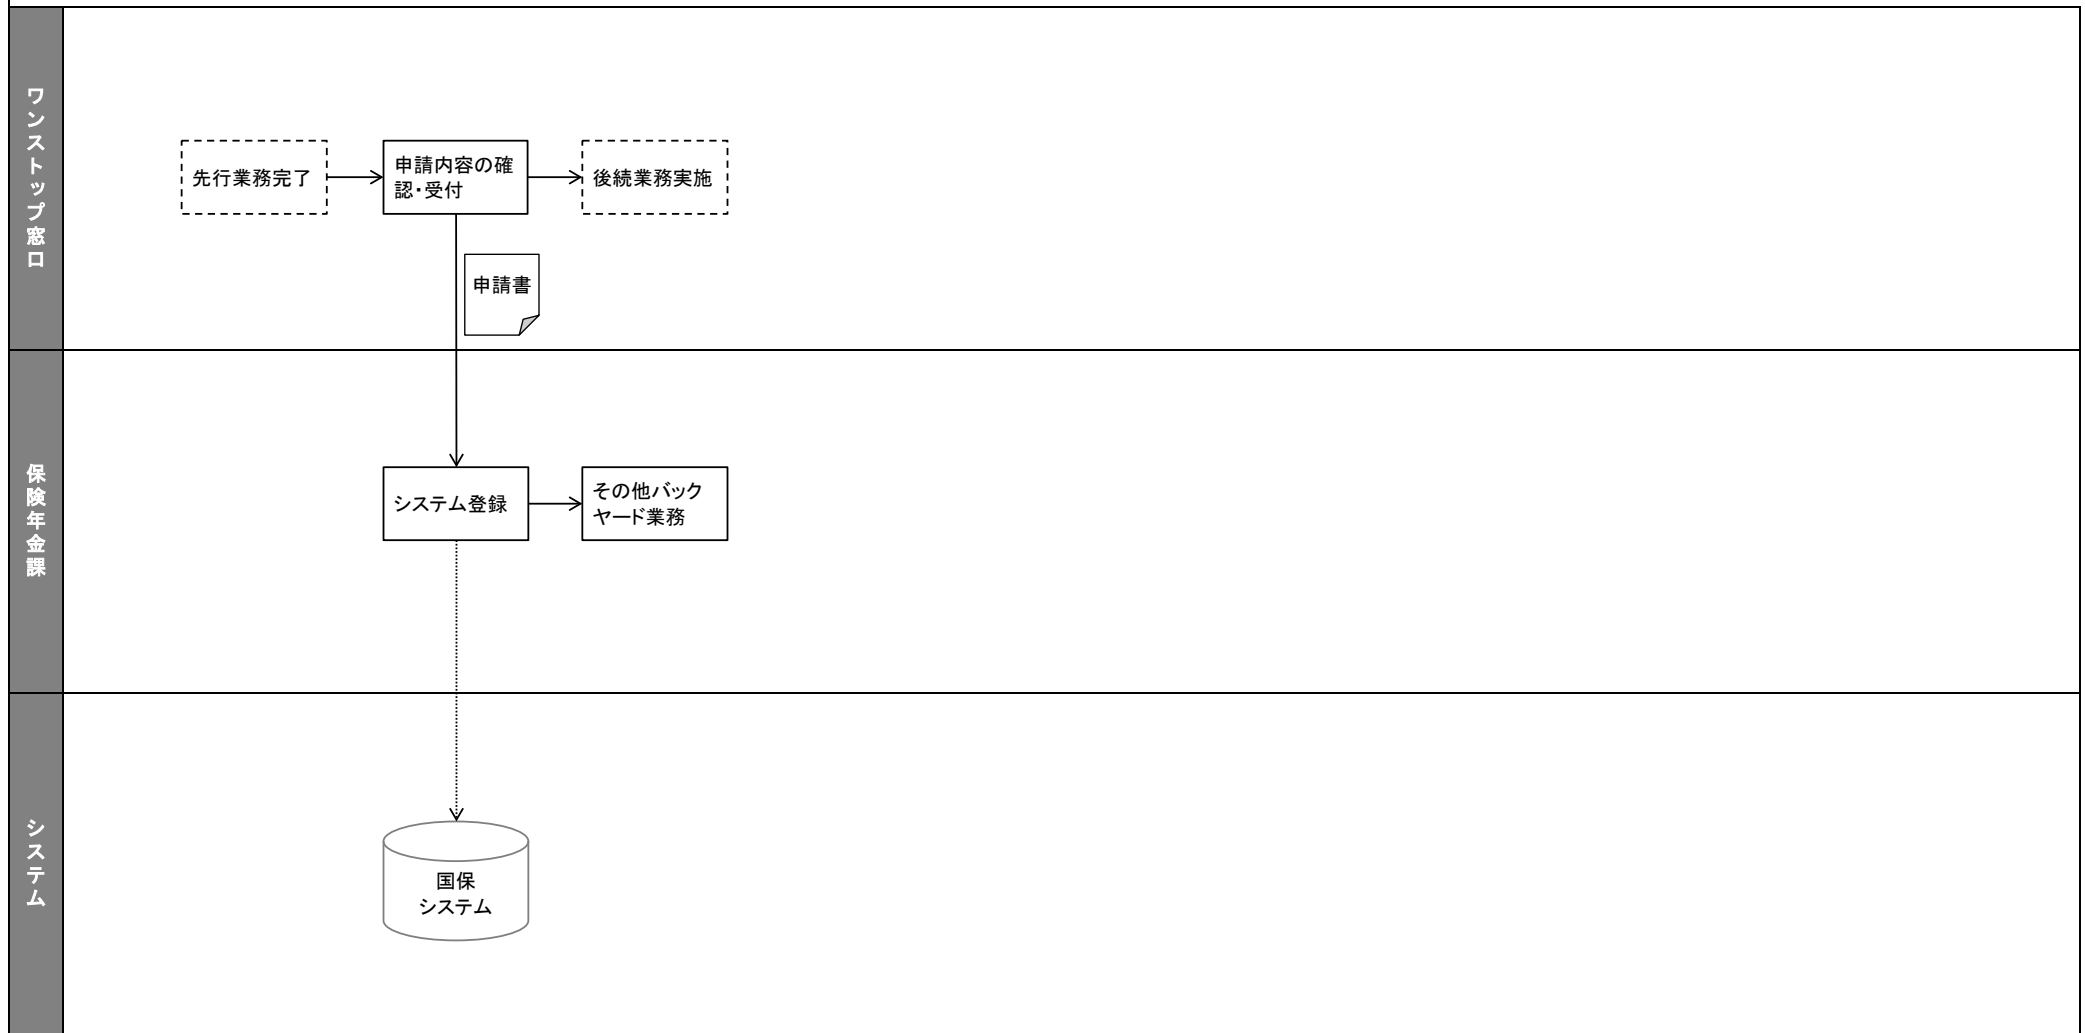 ワンストップ窓口
先行業務完了
申請内容の確
認・受付
後続業務実施
申請書
保険年金課
システム登録
その他バック
ヤード業務
システム
国保
システム